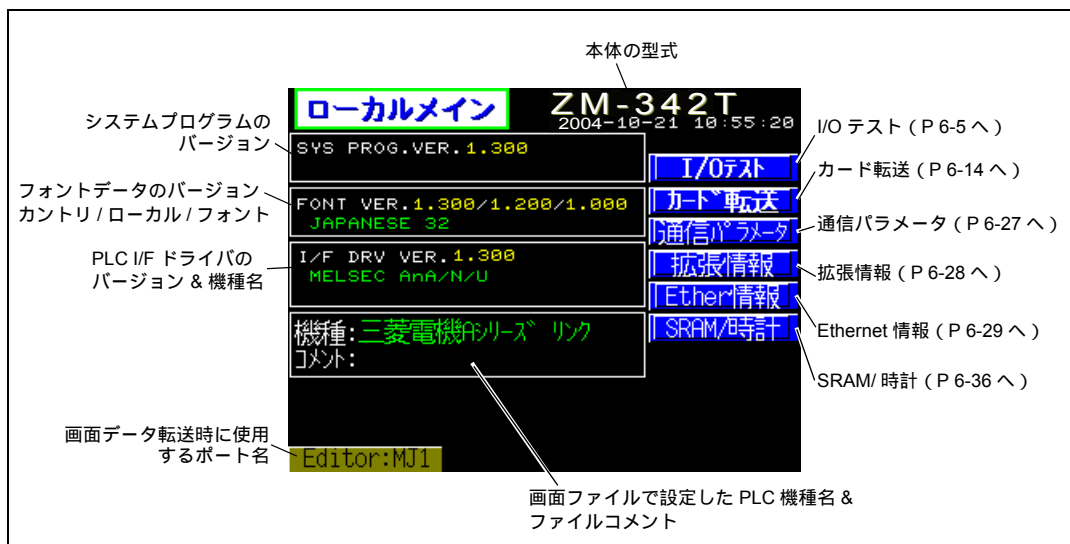 本体の型式
ローカルメイン
ZM-342T
2004-10-21 10:55:20
システムプログラムの
バージョン
SYS PROG.VER.1.300
I/O テスト ( P 6-5 へ )
I/Oテスト
カード転送 ( P 6-14 へ )
カード転送
フォントデータのバージョン
カントリ / ローカル / フォント
FONT VER.1.300/1.200/1.000
JAPANESE 32
通信パラメータ
通信パラメータ ( P 6-27 へ )
PLC I/F ドライバの
バージョン & 機種名
I/F DRV VER.1.300
MELSEC AnA/N/U
拡張情報
拡張情報 ( P 6-28 へ )
Ether情報
Ethernet 情報 ( P 6-29 へ )
機種:三菱電機Aシリーズ リンク
コメント:
SRAM/時計
SRAM/ 時計 ( P 6-36 へ )
画面データ転送時に使用
するポート名
Editor:MJ1
画面ファイルで設定した PLC 機種名 &
ファイルコメント